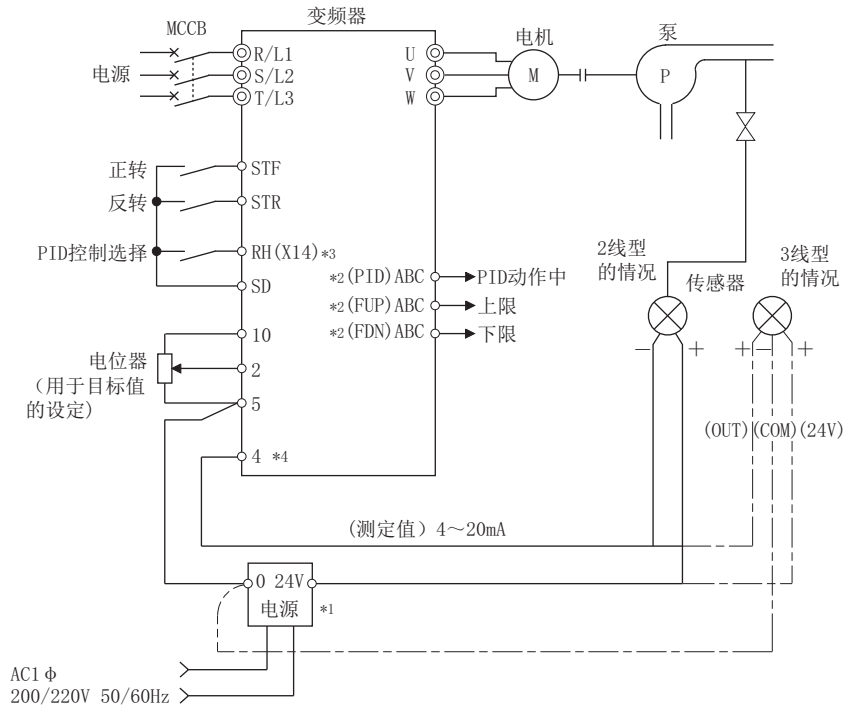 变频器
MCCB
电源
R/L1
S/L2
T/L3
U
V
W
电机
M
泵
P
正转
反转
PID控制选择
STF
STR
RH(X14)*3
SD
*2(PID)ABC
PID动作中
*2(FUP)ABC
上限
*2(FDN)ABC
下限
2线型
的情况
传感器
3线型
的情况
- +
+ - +
10
2
5
4 *4
电位器
(用于目标值
的设定)
(OUT)(COM)(24V)
(测定值) 4～20mA
0 24V
电源 *1
AC1φ
200/220V 50/60Hz